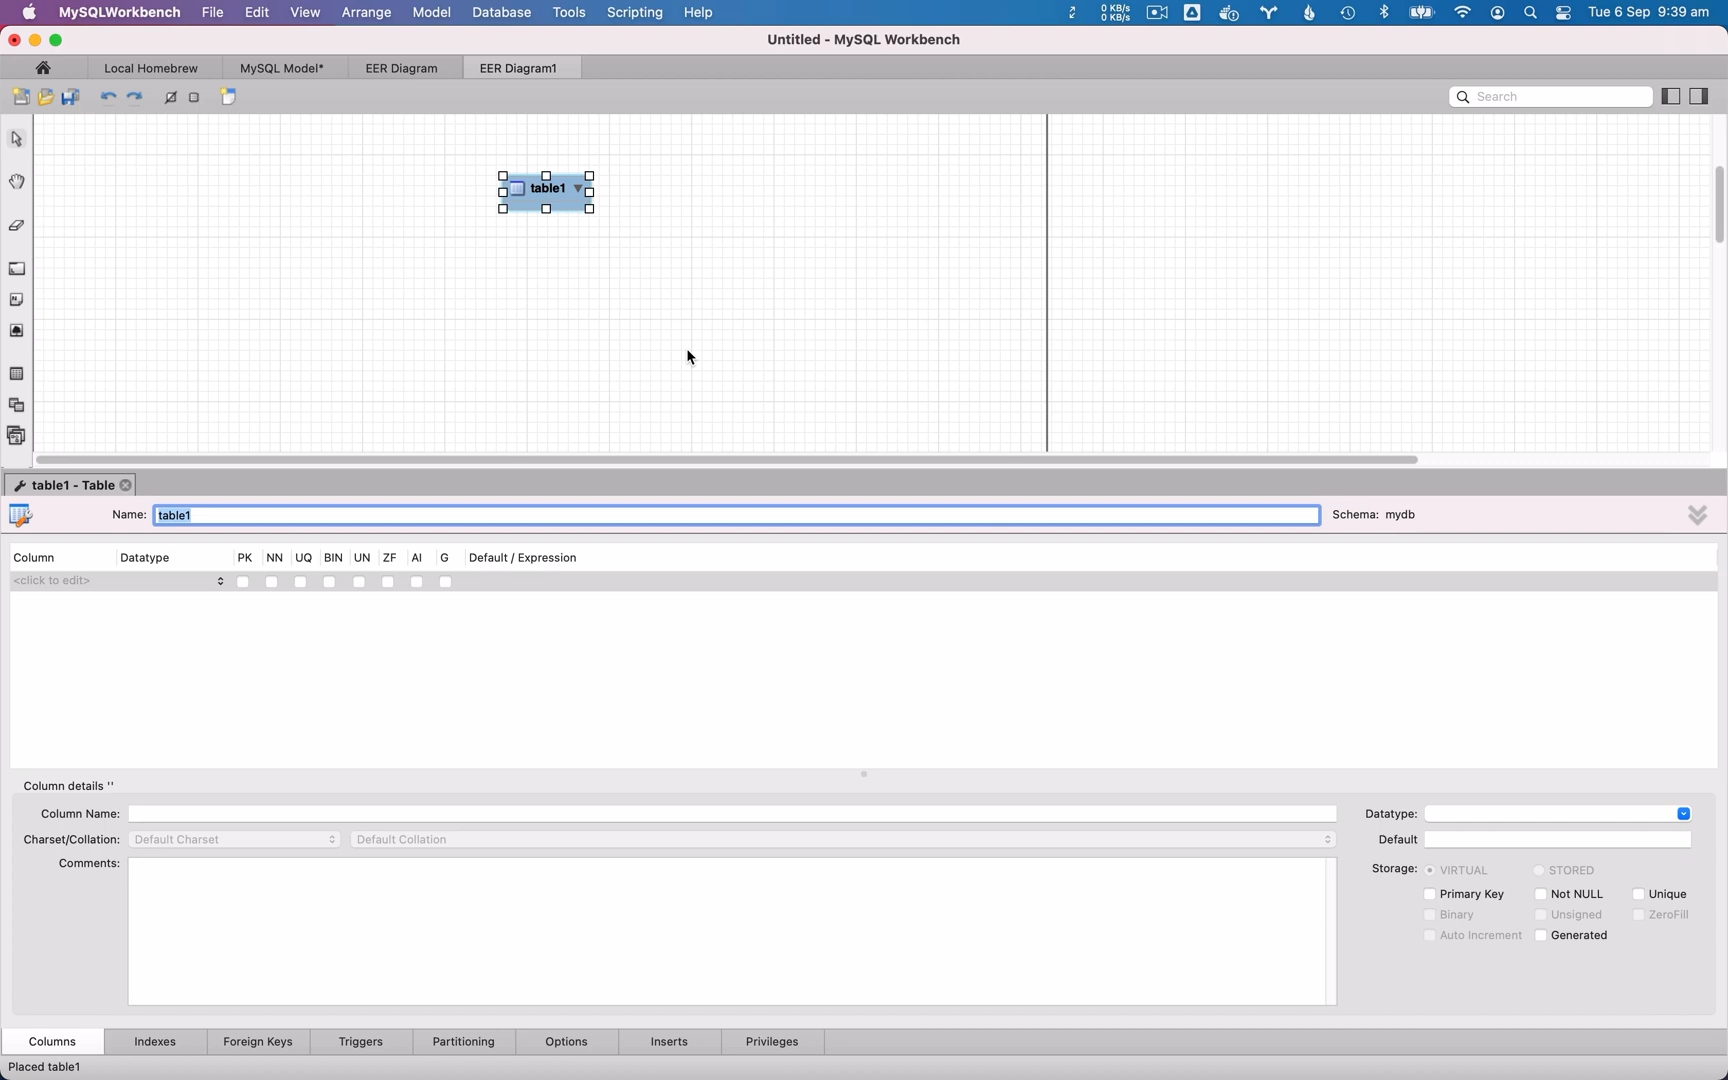 MySQLWorkbench File Edit View Arrange Model Database Tools Scripting Help 0 KB/s 0 KB/s Tue 6 Sep 9:39 am
Untitled - MySQL Workbench
Local Homebrew MySQL Model* EER Diagram EER Diagram1
Search
table1
table1 - Table
Name: table1 Schema: mydb
Column Datatype PK NN UQ BIN UN ZF AI G Default / Expression
<click to edit>
Column details ''
Column Name: Datatype:
Charset/Collation: Default Charset Default Collation Default
Comments: Storage: VIRTUAL STORED
Primary Key Not NULL Unique
Binary Unsigned ZeroFill
Auto Increment Generated
Columns Indexes Foreign Keys Triggers Partitioning Options Inserts Privileges
Placed table1